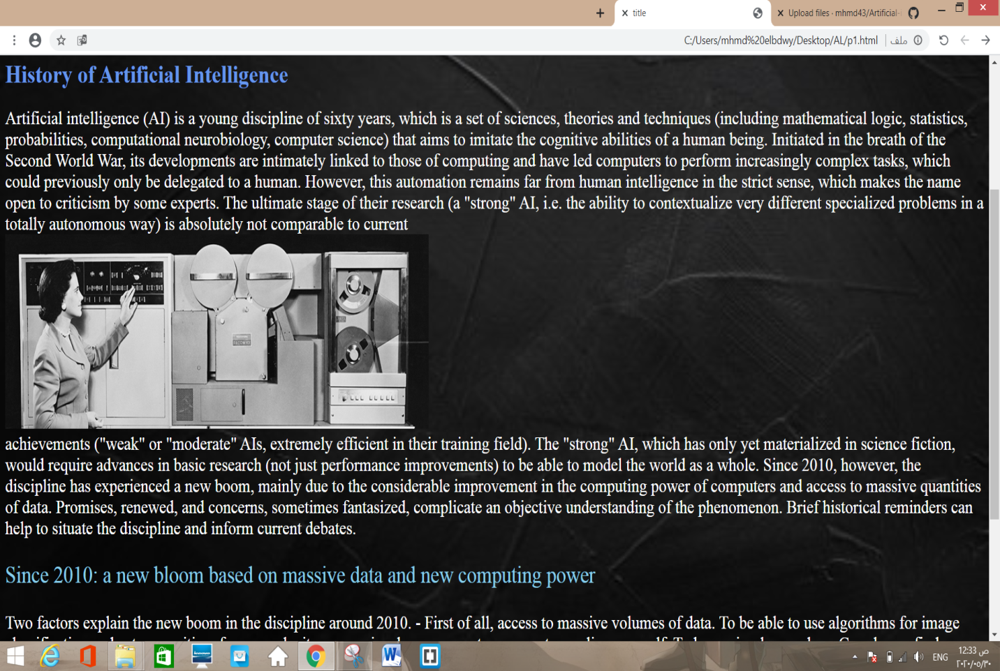 title
Upload files · mhmd43/Artificial-
C:/Users/mhmd%20elbdwy/Desktop/AL/p1.html
ملف
History of Artificial Intelligence
Artificial intelligence (AI) is a young discipline of sixty years, which is a set of sciences, theories and techniques (including mathematical logic, statistics,
probabilities, computational neurobiology, computer science) that aims to imitate the cognitive abilities of a human being. Initiated in the breath of the
Second World War, its developments are intimately linked to those of computing and have led computers to perform increasingly complex tasks, which
could previously only be delegated to a human. However, this automation remains far from human intelligence in the strict sense, which makes the name
open to criticism by some experts. The ultimate stage of their research (a "strong" AI, i.e. the ability to contextualize very different specialized problems in a
totally autonomous way) is absolutely not comparable to current
achievements ("weak" or "moderate" AIs, extremely efficient in their training field). The "strong" AI, which has only yet materialized in science fiction,
would require advances in basic research (not just performance improvements) to be able to model the world as a whole. Since 2010, however, the
discipline has experienced a new boom, mainly due to the considerable improvement in the computing power of computers and access to massive quantities
of data. Promises, renewed, and concerns, sometimes fantasized, complicate an objective understanding of the phenomenon. Brief historical reminders can
help to situate the discipline and inform current debates.
Since 2010: a new bloom based on massive data and new computing power
Two factors explain the new boom in the discipline around 2010. - First of all, access to massive volumes of data. To be able to use algorithms for image
ENG
12:33 ص
٢٠٢٠/٠٥/٣٠